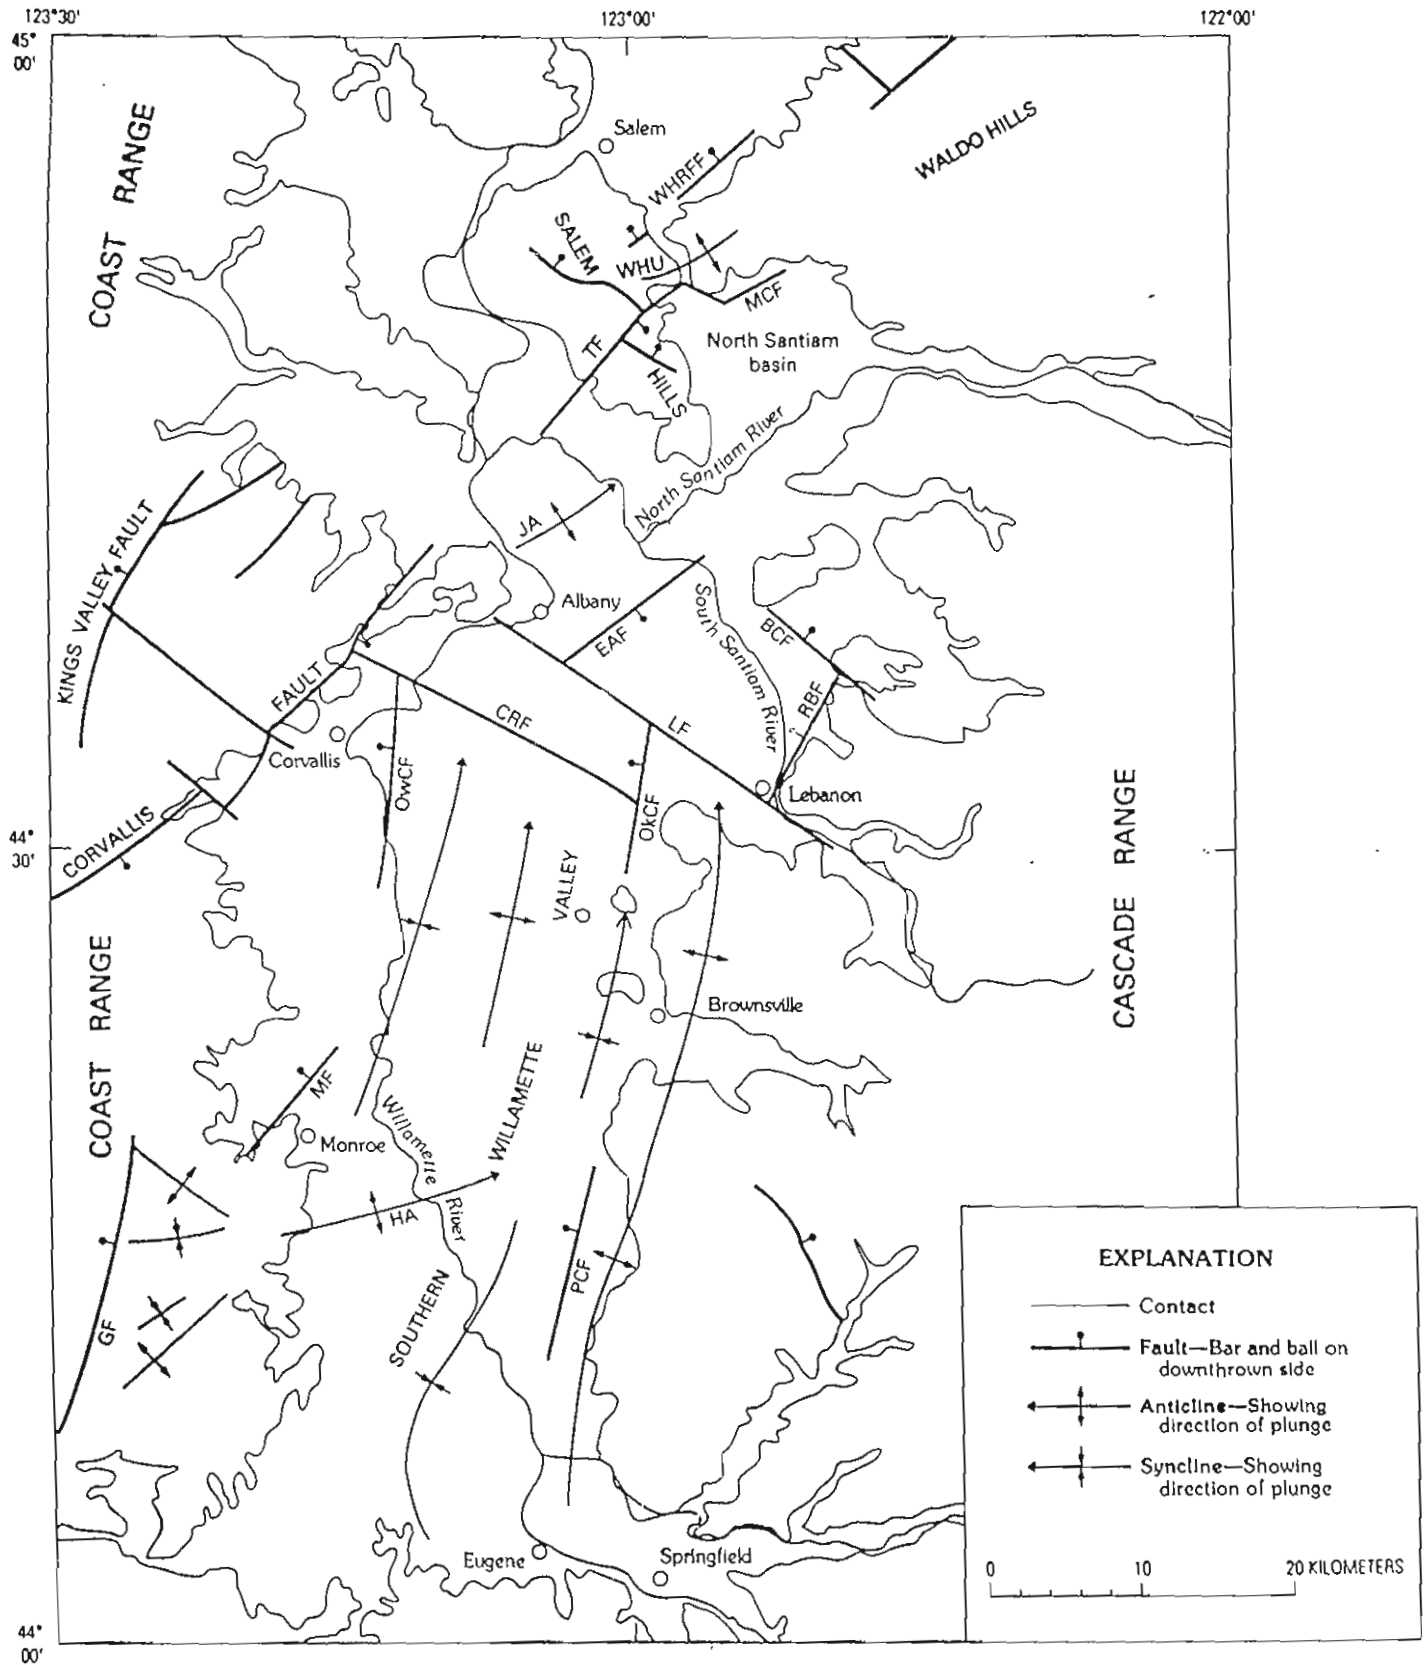 123°30'
123°00'
122°00'
45°
00'
Salem
COAST RANGE
WALDO HILLS
WHRFF
SALEM
WHU
MCF
TF
North Santiam
basin
HILLS
North Santiam River
JA
KINGS VALLEY FAULT
Albany
EAF
South Santiam River
BCF
FAULT
RBF
CRF
LF
Corvallis
OwCF
OkCF
Lebanon
CORVALLIS
44°
30'
VALLEY
CASCADE RANGE
COAST RANGE
Brownsville
MF
WILLAMETTE
Willamette River
Monroe
HA
PCF
SOUTHERN
GF
Eugene
Springfield
44°
00'
EXPLANATION
Contact
Fault—Bar and ball on
downthrown side
Anticline—Showing
direction of plunge
Syncline—Showing
direction of plunge
0 10 20 KILOMETERS